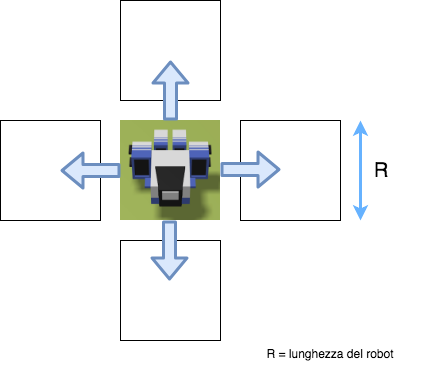 R
R = lunghezza del robot